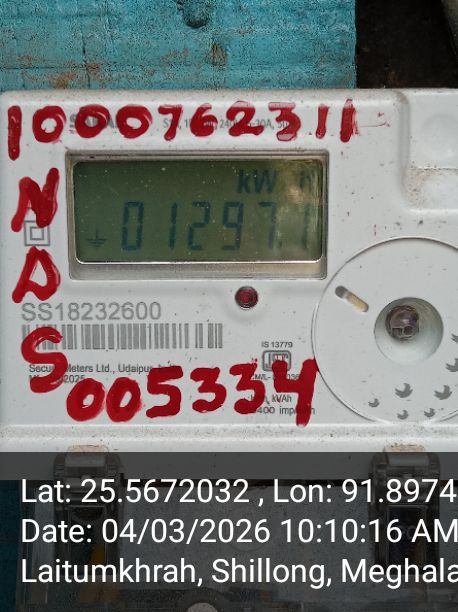 1000762311
kW h
01297.1
N
D
S
SS18232600
IS 13779
Secure Meters Ltd., Udaipur
005334
imp/kWh
Lat: 25.5672032 , Lon: 91.8974
Date: 04/03/2026 10:10:16 AM
Laitumkhrah, Shillong, Meghala